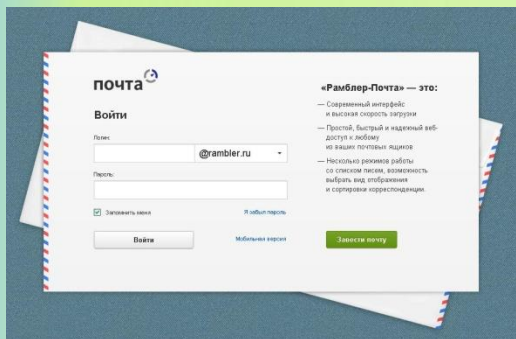 почта
Войти
Логин:
@rambler.ru
Пароль:
Запомнить меня
Я забыл пароль
Войти
Мобильная версия
«Рамблер-Почта» — это:
— Современный интерфейс
и высокая скорость загрузки
— Простой, быстрый и надежный веб-
доступ к любому
из ваших почтовых ящиков
— Несколько режимов работы
со списком писем, возможность
выбрать вид отображения
и сортировки корреспонденции.
Завести почту